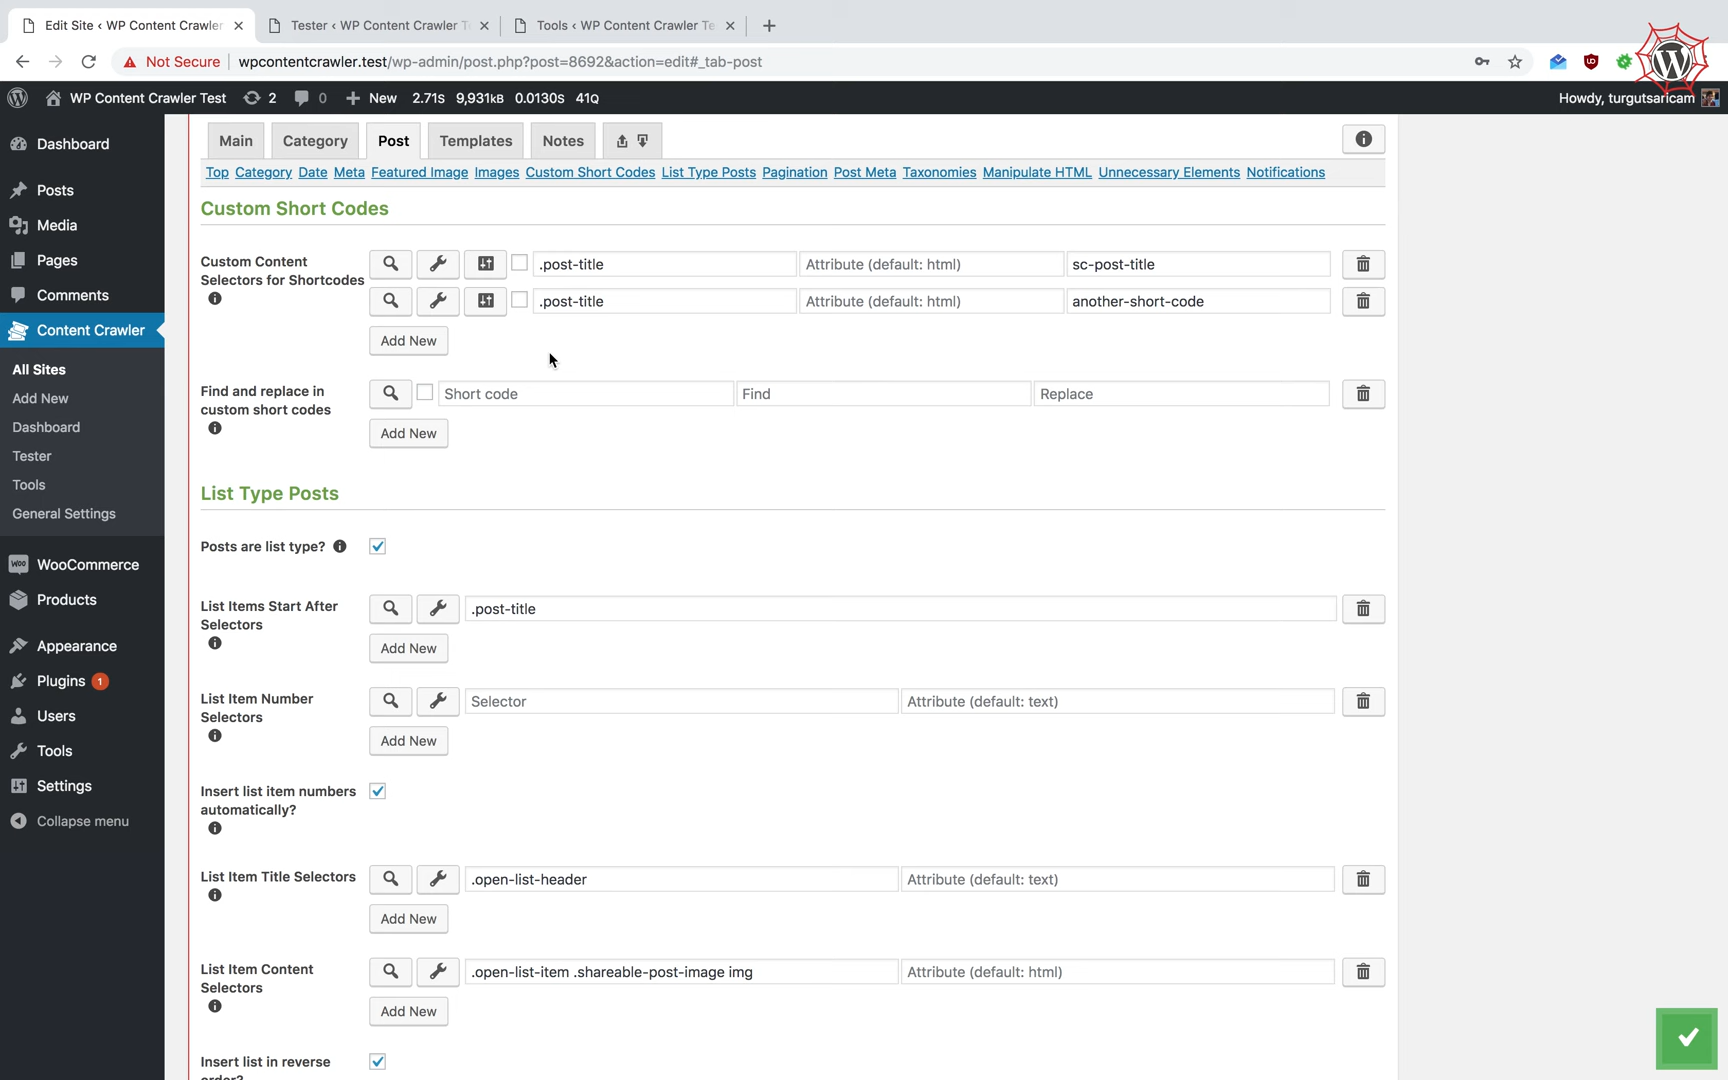 Edit Site ‹ WP Content Crawler
Tester ‹ WP Content Crawler T
Tools ‹ WP Content Crawler Te
Not Secure
wpcontentcrawler.test/wp-admin/post.php?post=8692&action=edit#_tab-post
WP Content Crawler Test
2
0
New
2.71s 9,931kB 0.0130s 41Q
Howdy, turgutsaricam
Dashboard
Posts
Media
Pages
Comments
Content Crawler
All Sites
Add New
Dashboard
Tester
Tools
General Settings
WooCommerce
Products
Appearance
Plugins 1
Users
Tools
Settings
Collapse menu
Main
Category
Post
Templates
Notes
Top Category Date Meta Featured Image Images Custom Short Codes List Type Posts Pagination Post Meta Taxonomies Manipulate HTML Unnecessary Elements Notifications
Custom Short Codes
Custom Content
Selectors for Shortcodes
.post-title
Attribute (default: html)
sc-post-title
.post-title
Attribute (default: html)
another-short-code
Add New
Find and replace in
custom short codes
Short code
Find
Replace
Add New
List Type Posts
Posts are list type?
List Items Start After
Selectors
.post-title
Add New
List Item Number
Selectors
Selector
Attribute (default: text)
Add New
Insert list item numbers
automatically?
List Item Title Selectors
.open-list-header
Attribute (default: text)
Add New
List Item Content
Selectors
.open-list-item .shareable-post-image img
Attribute (default: html)
Add New
Insert list in reverse
order?